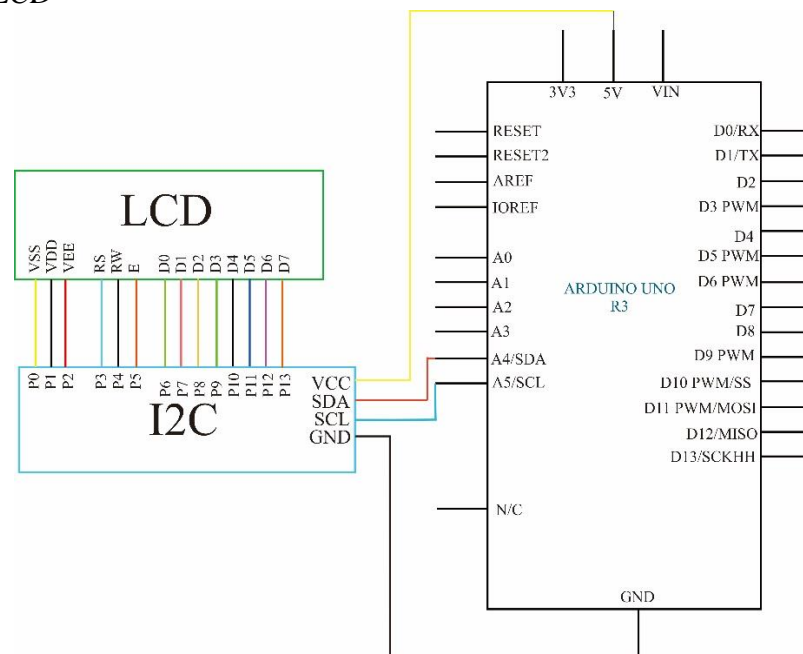 LCD
3V3 5V VIN
RESET
RESET2
AREF
IOREF
A0
A1
A2
A3
A4/SDA
A5/SCL
N/C
ARDUINO UNO
R3
D0/RX
D1/TX
D2
D3 PWM
D4
D5 PWM
D6 PWM
D7
D8
D9 PWM
D10 PWM/SS
D11 PWM/MOSI
D12/MISO
D13/SCKHH
GND
LCD
VSS VDD VEE RS RW E D0 D1 D2 D3 D4 D5 D6 D7
P0 P1 P2 P3 P4 P5 P6 P7 P8 P9 P10 P11 P12 P13
I2C
VCC
SDA
SCL
GND